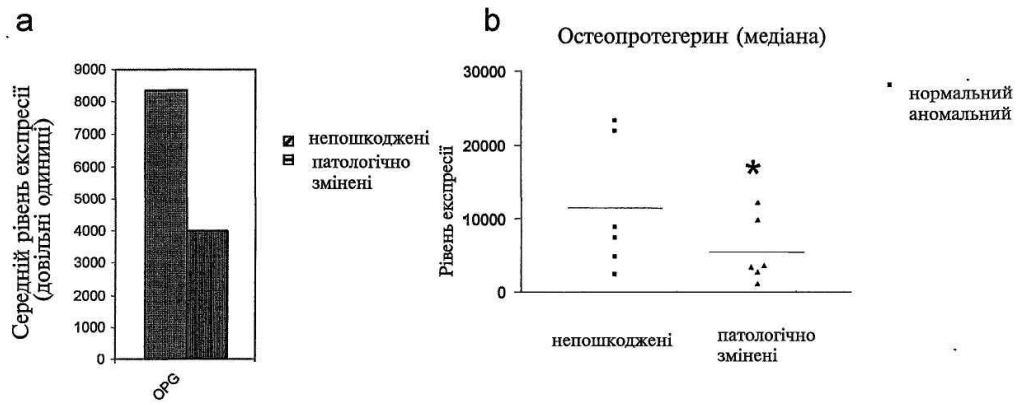 a
Середній рівень експресії
(довільні одиниці)
9000
8000
7000
6000
5000
4000
3000
2000
1000
0
OPG
непошкоджені
патологічно
змінені
b
Остеопротегерин (медіана)
Рівень експресії
30000
20000
10000
0
*
непошкоджені
патологічно
змінені
нормальний
аномальний